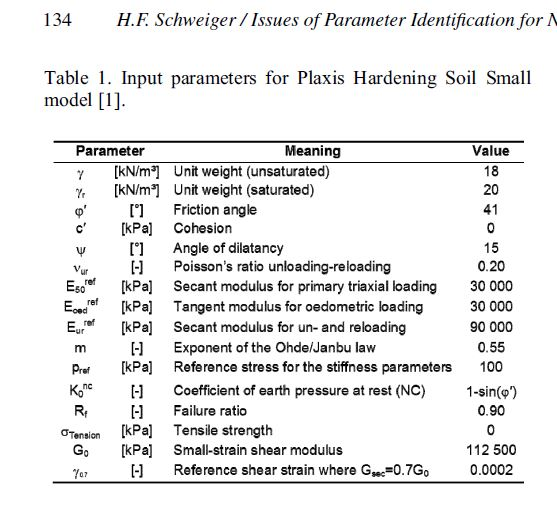 134 H.F. Schweiger / Issues of Parameter Identification for N
Table 1. Input parameters for Plaxis Hardening Soil Small
model [1].
Parameter Meaning Value
γ [kN/m³] Unit weight (unsaturated) 18
γr [kN/m³] Unit weight (saturated) 20
φ' [°] Friction angle 41
c' [kPa] Cohesion 0
ψ [°] Angle of dilatancy 15
νur [-] Poisson's ratio unloading-reloading 0.20
E50ref [kPa] Secant modulus for primary triaxial loading 30 000
Eoedref [kPa] Tangent modulus for oedometric loading 30 000
Eurref [kPa] Secant modulus for un- and reloading 90 000
m [-] Exponent of the Ohde/Janbu law 0.55
Pref [kPa] Reference stress for the stiffness parameters 100
K0nc [-] Coefficient of earth pressure at rest (NC) 1-sin(φ')
Rf [-] Failure ratio 0.90
σTension [kPa] Tensile strength 0
G0 [kPa] Small-strain shear modulus 112 500
γ0.7 [-] Reference shear strain where Gsec=0.7G0 0.0002